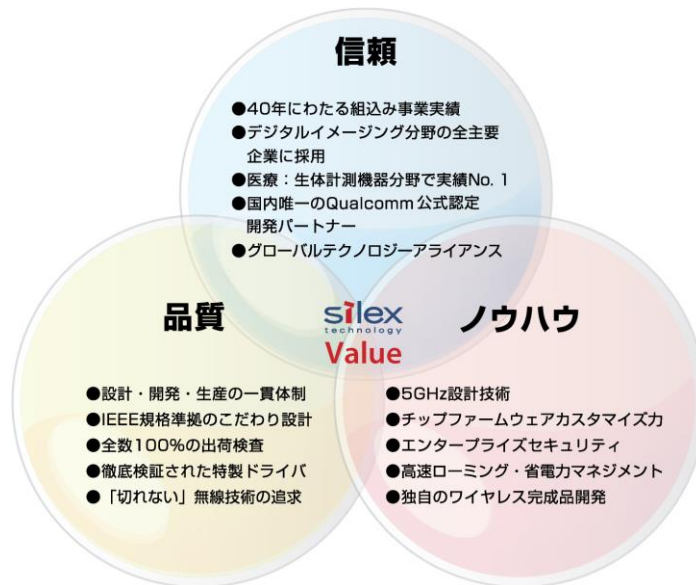 信頼
●40年にわたる組込み事業実績
●デジタルイメージング分野の全主要
企業に採用
●医療：生体計測機器分野で実績No. 1
●国内唯一のQualcomm 公式認定
開発パートナー
●グローバルテクノロジーアライアンス
品質
silex
technology
Value
ノウハウ
●設計・開発・生産の一貫体制
●IEEE規格準拠のこだわり設計
●全数100%の出荷検査
●徹底検証された特製ドライバ
●「切れない」無線技術の追求
●5GHz設計技術
●チップファームウェアカスタマイズ力
●エンタープライズセキュリティ
●高速ローミング・省電力マネジメント
●独自のワイヤレス完成品開発